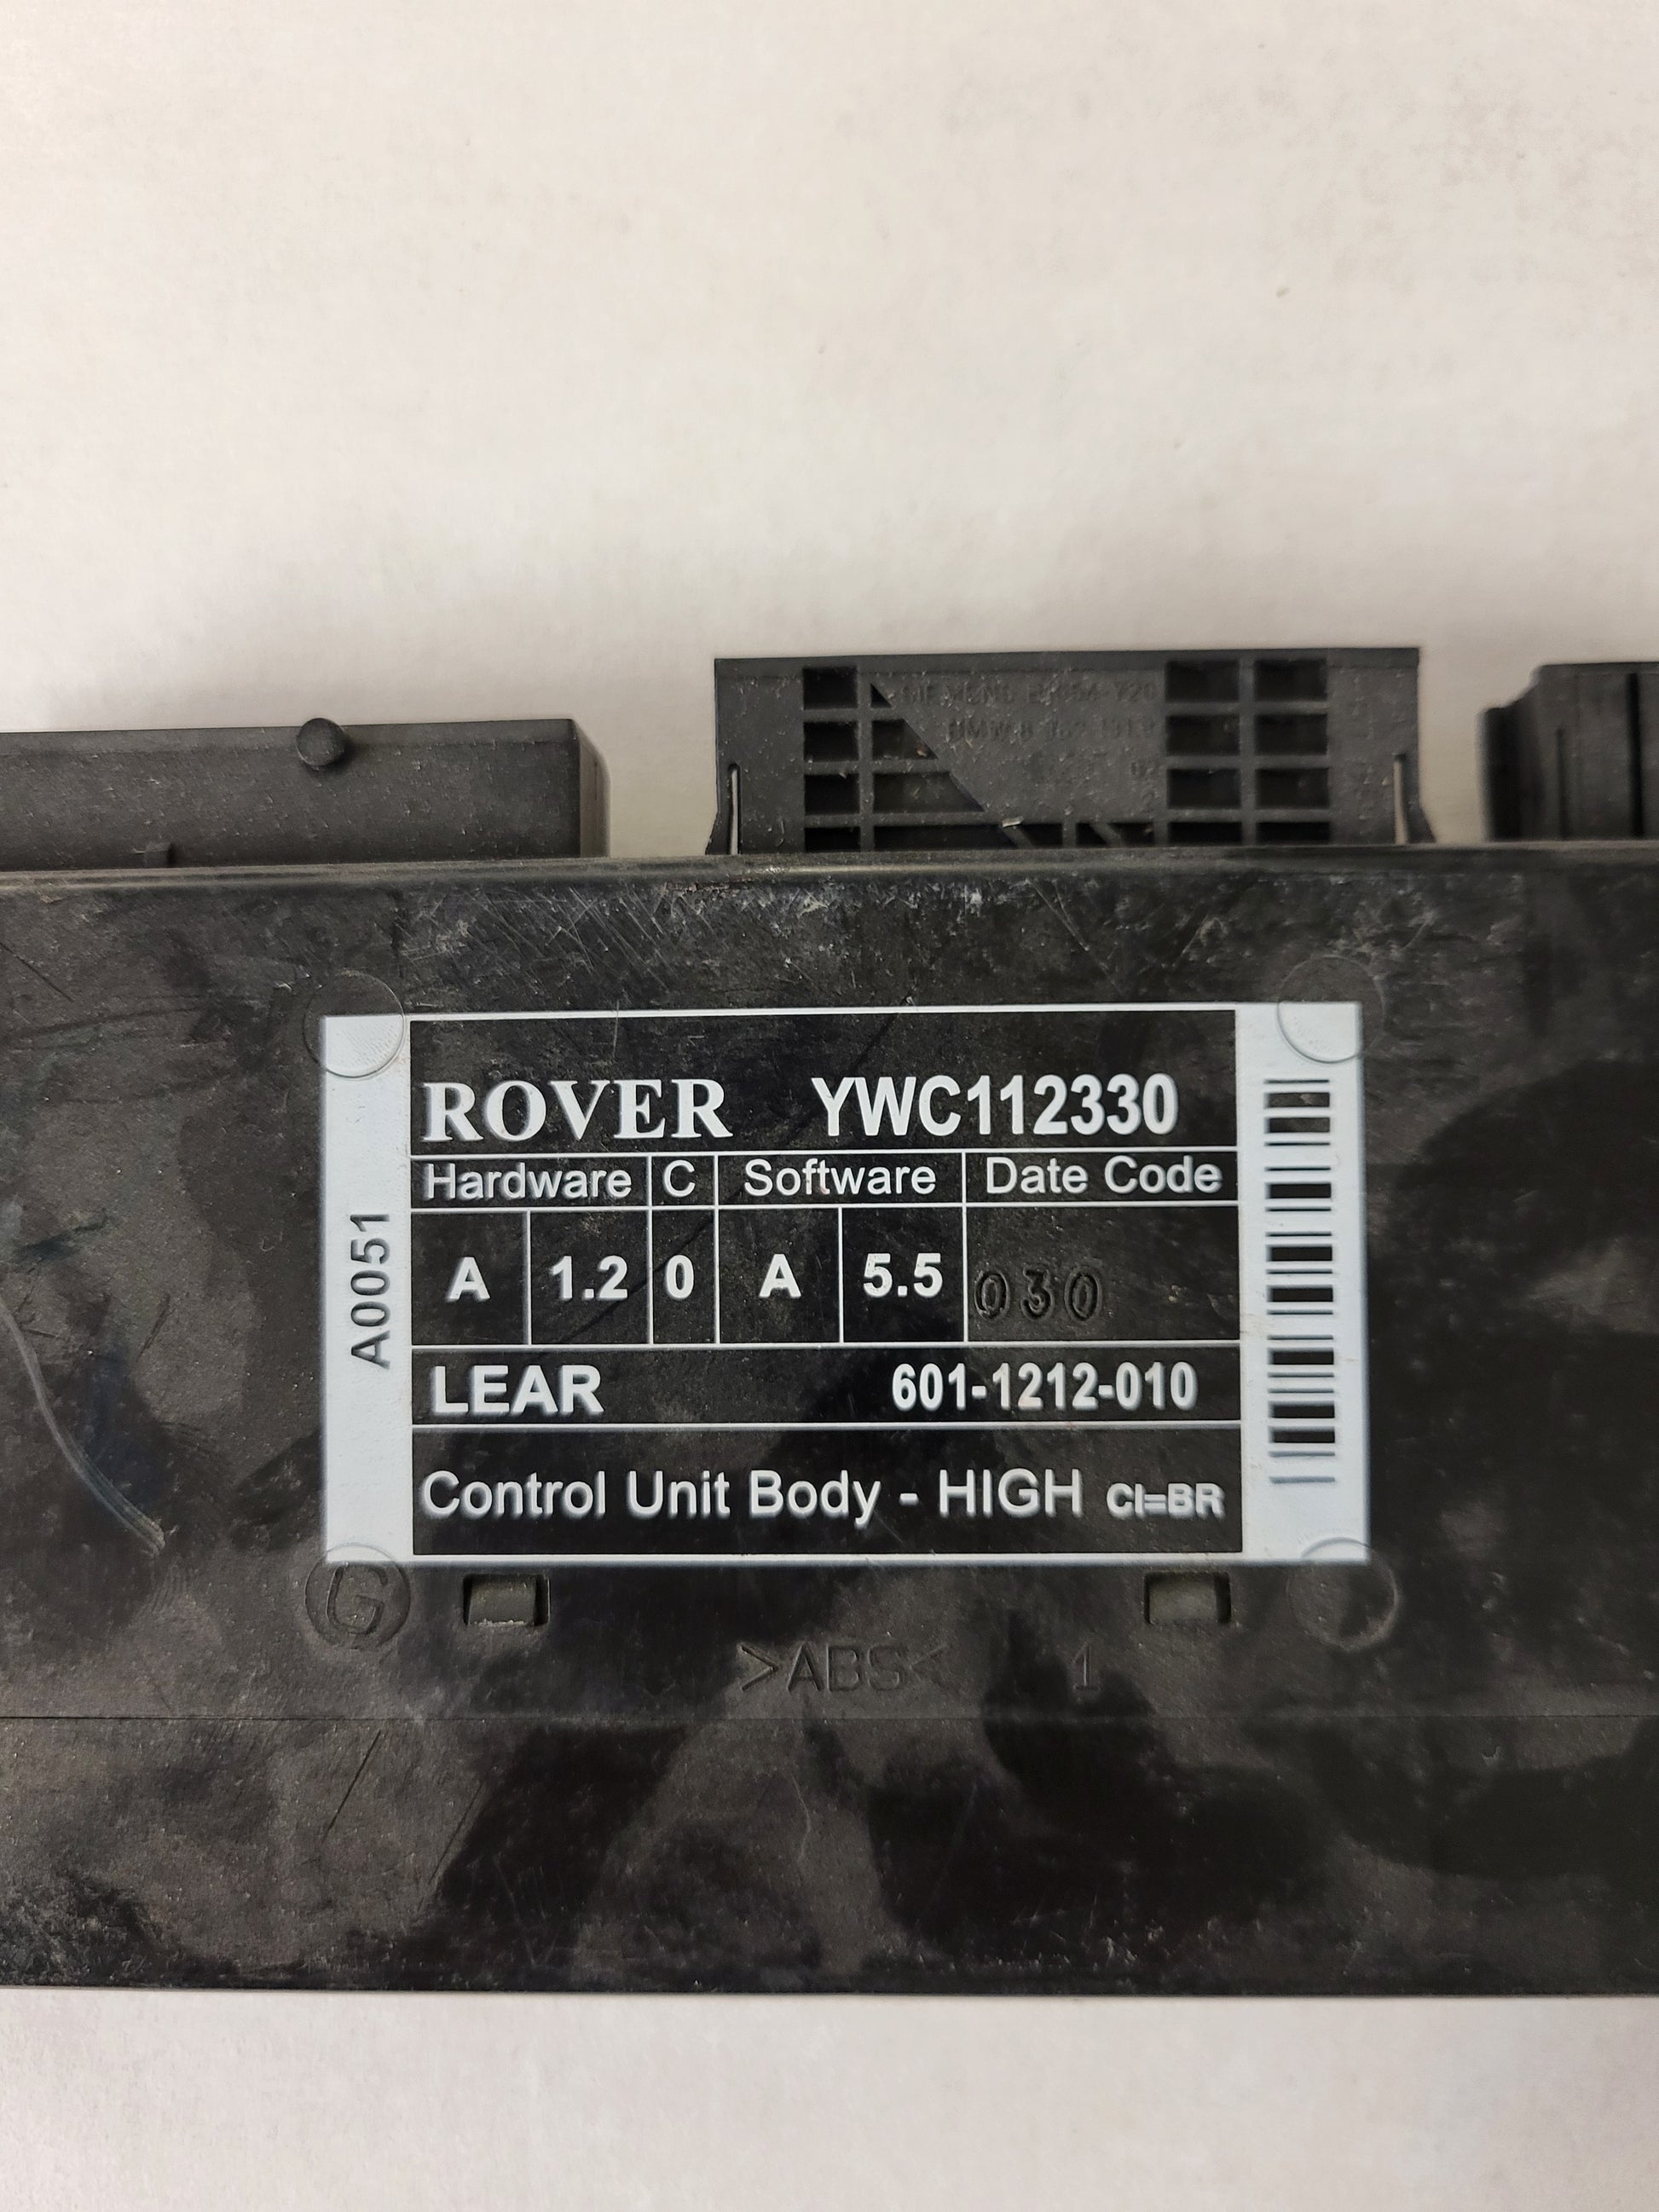 ROVER YWC112330
Hardware C Software Date Code
A 1.2 0 A 5.5 030
LEAR 601-1212-010
Control Unit Body - HIGH CI=BR
A0051
G
>ABS< 1